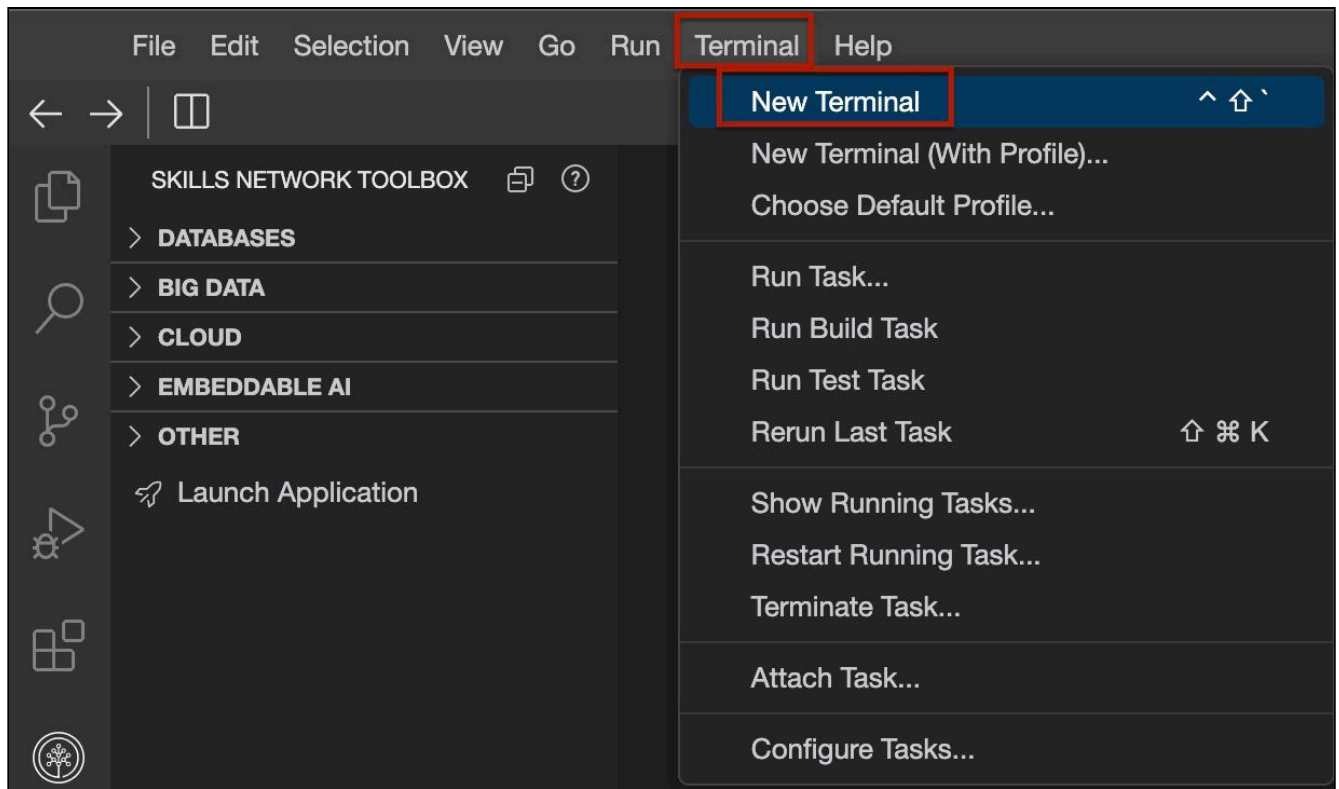 File Edit Selection View Go Run Terminal Help
SKILLS NETWORK TOOLBOX
DATABASES
BIG DATA
CLOUD
EMBEDDABLE AI
OTHER
Launch Application
New Terminal ^ ⇧ `
New Terminal (With Profile)...
Choose Default Profile...
Run Task...
Run Build Task
Run Test Task
Rerun Last Task ⇧ ⌘ K
Show Running Tasks...
Restart Running Task...
Terminate Task...
Attach Task...
Configure Tasks...